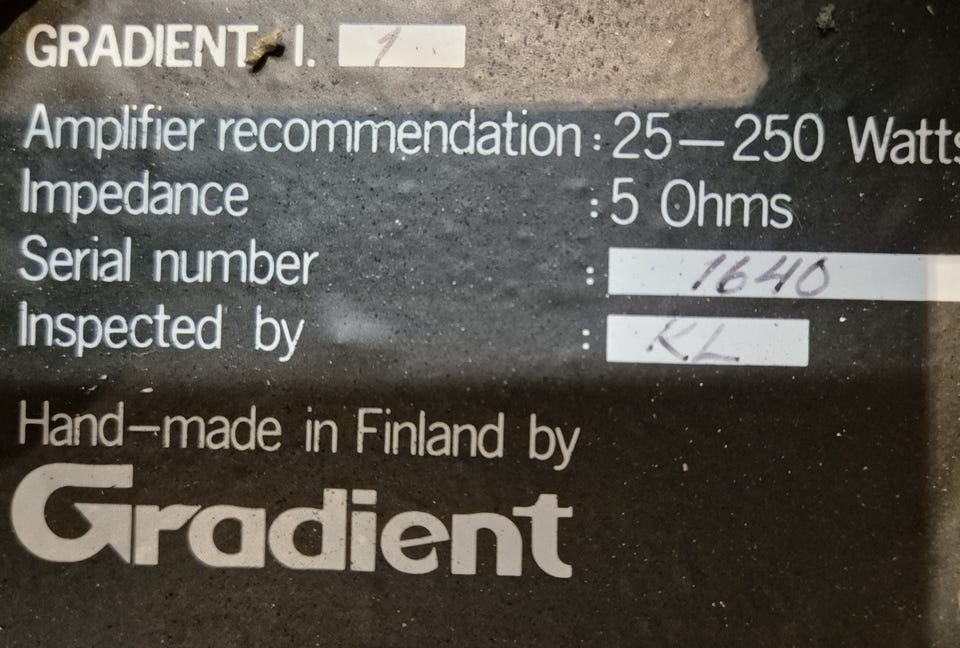 GRADIENT I. 1
Amplifier recommendation : 25—250 Watts
Impedance : 5 Ohms
Serial number : 1640
Inspected by : KL
Hand-made in Finland by
Gradient